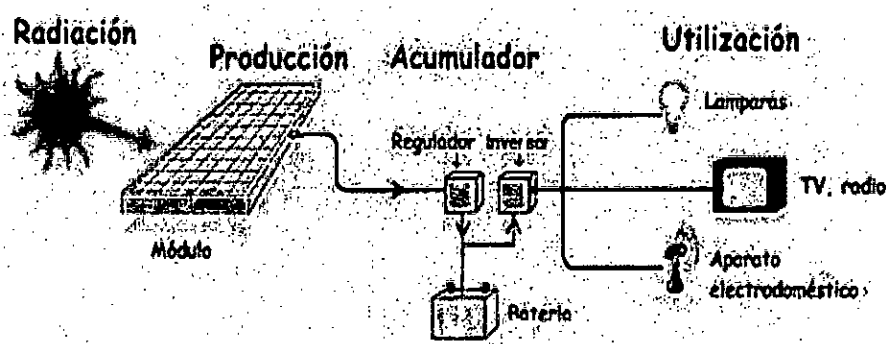 Radiación
Producción
Acumulador
Utilización
Regulador
Inversor
Módulo
Batería
Lamparas
TV, radio
Aparato
electrodoméstico